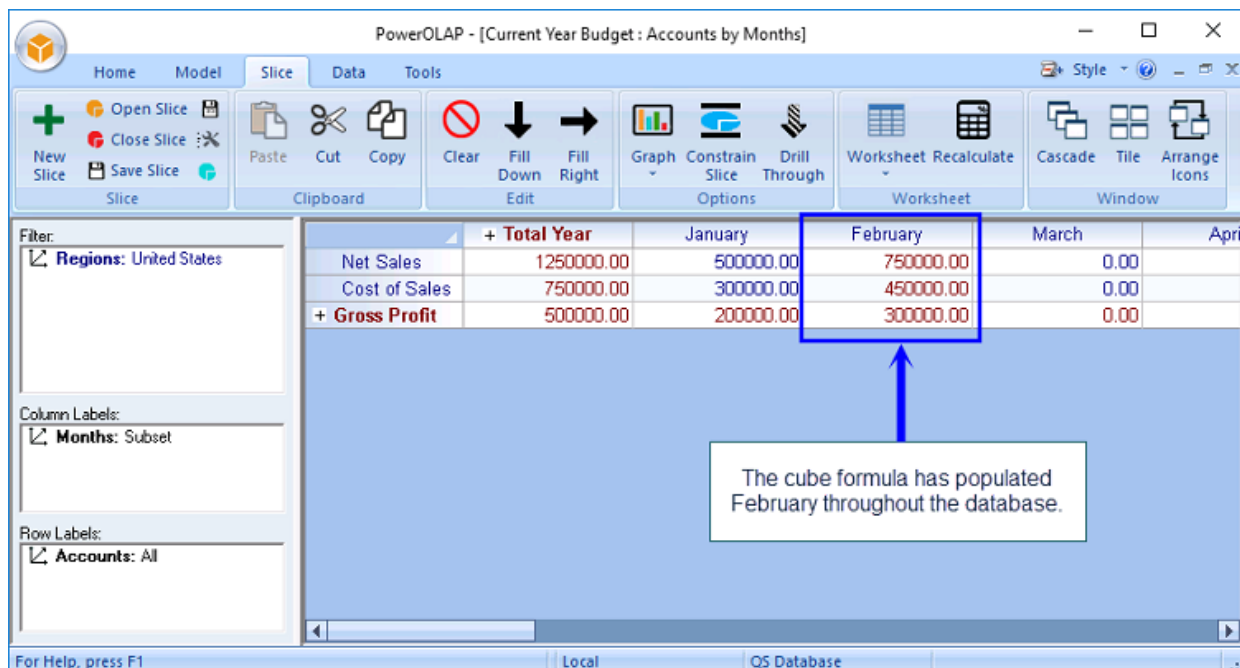 PowerOLAP - [Current Year Budget : Accounts by Months]
Home Model Slice Data Tools Style
Open Slice
Close Slice
Save Slice
New
Slice
Paste Cut Copy
Clear Fill
Down Fill
Right
Graph Constrain
Slice Drill
Through
Worksheet Recalculate
Cascade Tile Arrange
Icons
Slice Clipboard Edit Options Worksheet Window
Filter:
Regions: United States
Column Labels:
Months: Subset
Row Labels:
Accounts: All
+ Total Year January February March Apri
Net Sales 1250000.00 500000.00 750000.00 0.00
Cost of Sales 750000.00 300000.00 450000.00 0.00
+ Gross Profit 500000.00 200000.00 300000.00 0.00
The cube formula has populated
February throughout the database.
For Help, press F1 Local QS Database